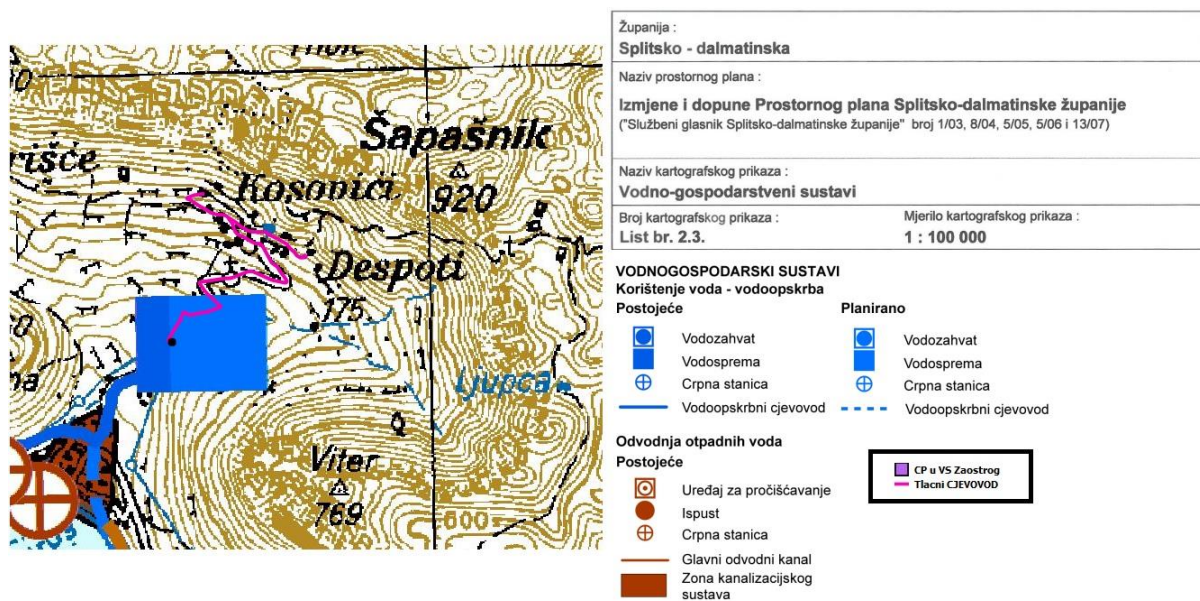 Županija :
Splitsko - dalmatinska
Naziv prostornog plana :
Izmjene i dopune Prostornog plana Splitsko-dalmatinske županije
("Službeni glasnik Splitsko-dalmatinske županije" broj 1/03, 8/04, 5/05, 5/06 i 13/07)
Naziv kartografskog prikaza :
Vodno-gospodarstveni sustavi
Broj kartografskog prikaza :
List br. 2.3.
Mjerilo kartografskog prikaza :
1 : 100 000
VODNOGOSPODARSKI SUSTAVI
Korištenje voda - vodoopskrba
Postojeće
Vodozahvat
Vodosprema
Crpna stanica
Vodoopskrbni cjevovod
Planirano
Vodozahvat
Vodosprema
Crpna stanica
Vodoopskrbni cjevovod
Odvodnja otpadnih voda
Postojeće
Uređaj za pročišćavanje
Ispust
Crpna stanica
Glavni odvodni kanal
Zona kanalizacijskog
sustava
CP u VS Zaostrog
Tlacni CJEVOVOD
Šapašnik
920
rišće
Kosovići
Despoti
175
Ljupca
Viter
769
600